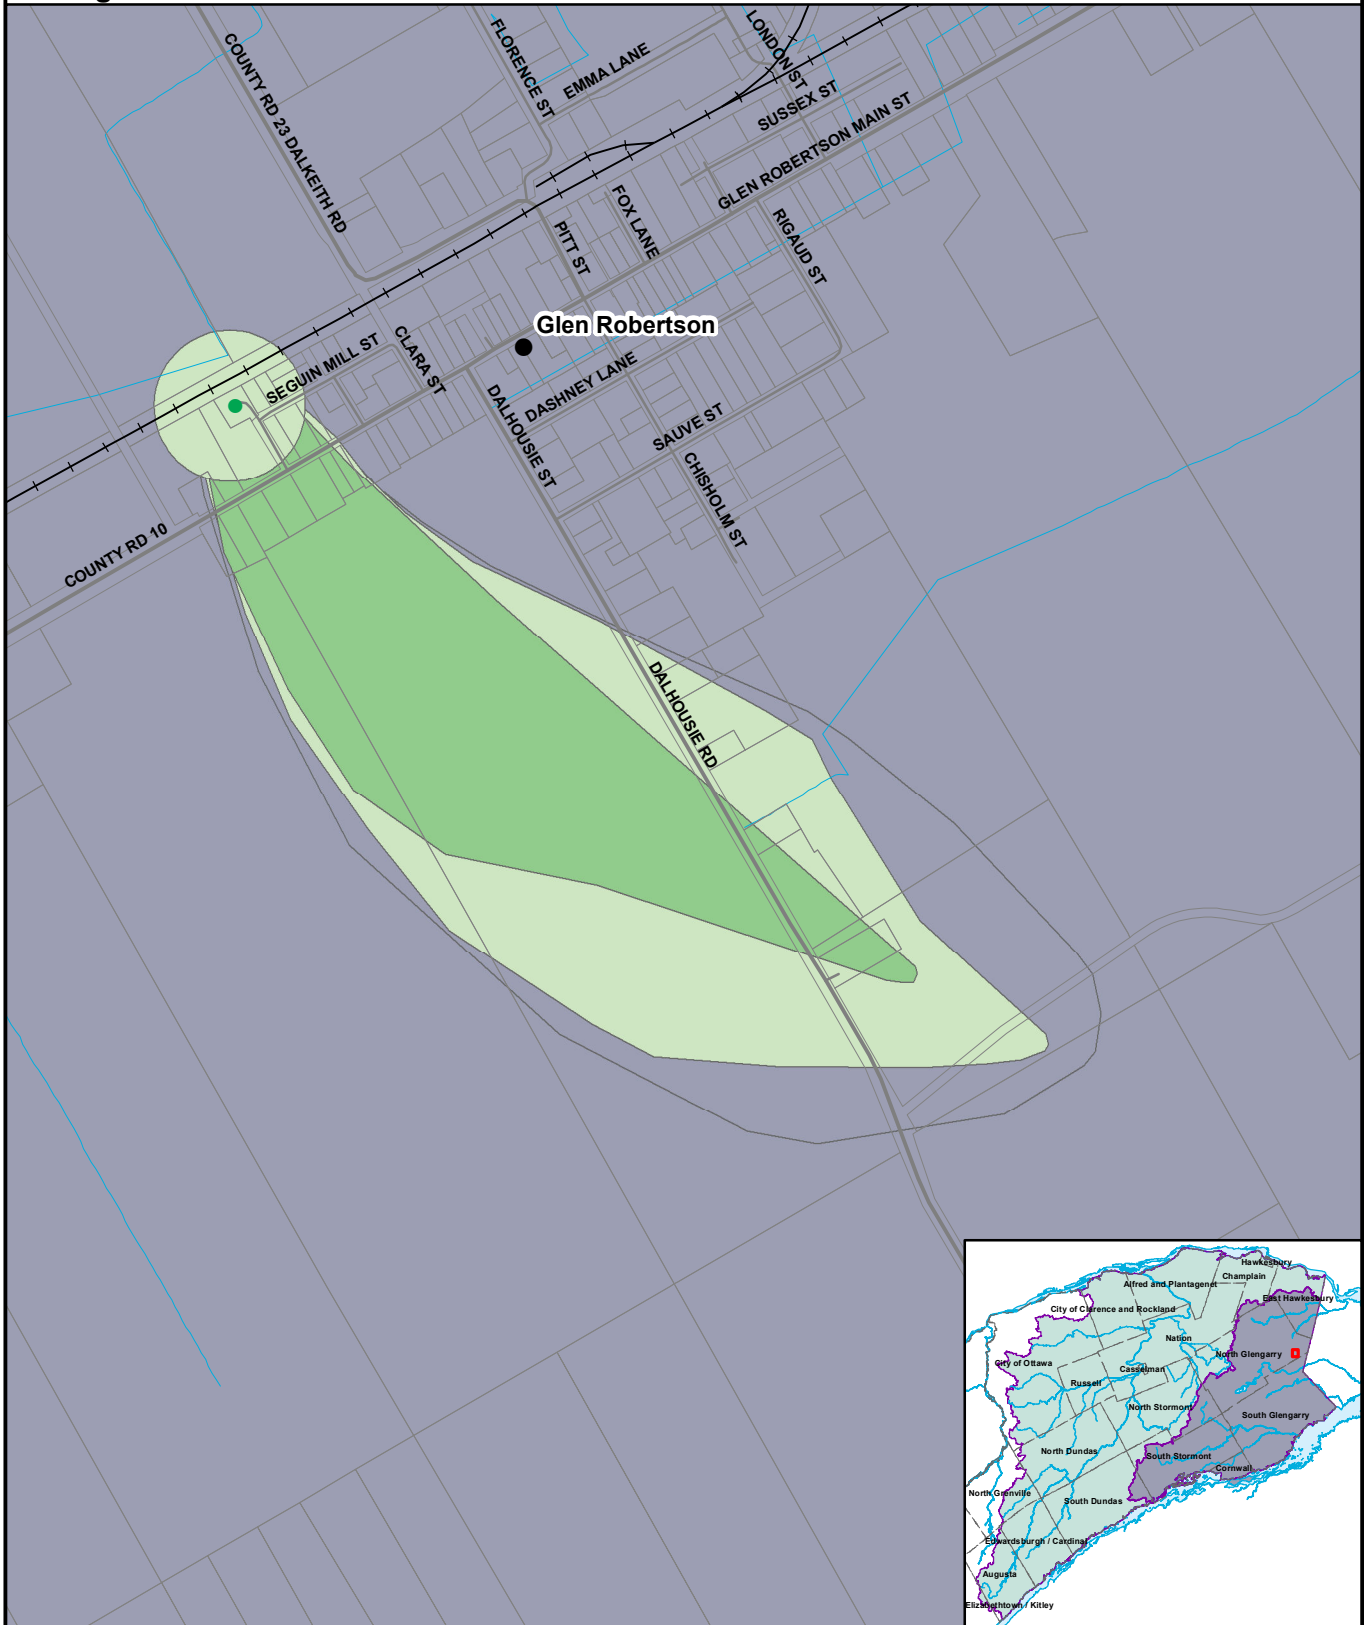 COUNTY RD 23 DALKEITH RD
FLORENCE ST
EMMA LANE
LONDON ST
SUSSEX ST
GLEN ROBERTSON MAIN ST
FOX LANE
PITT ST
RIGAUD ST
Glen Robertson
SEGUIN MILL ST
CLARA ST
DASHNEY LANE
DALHOUSIE ST
SAUVE ST
CHISHOLM ST
COUNTY RD 10
DALHOUSIE RD
Hawkesbury
Champlain
Alfred and Plantagenet
East Hawkesbury
City of Clarence and Rockland
Nation
North Glengarry
City of Ottawa
Casselman
Russell
North Stormont
South Glengarry
North Dundas
South Stormont
Cornwall
North Grenville
South Dundas
Edwardsburgh / Cardinal
Augusta
Elizabethtown / Kitley